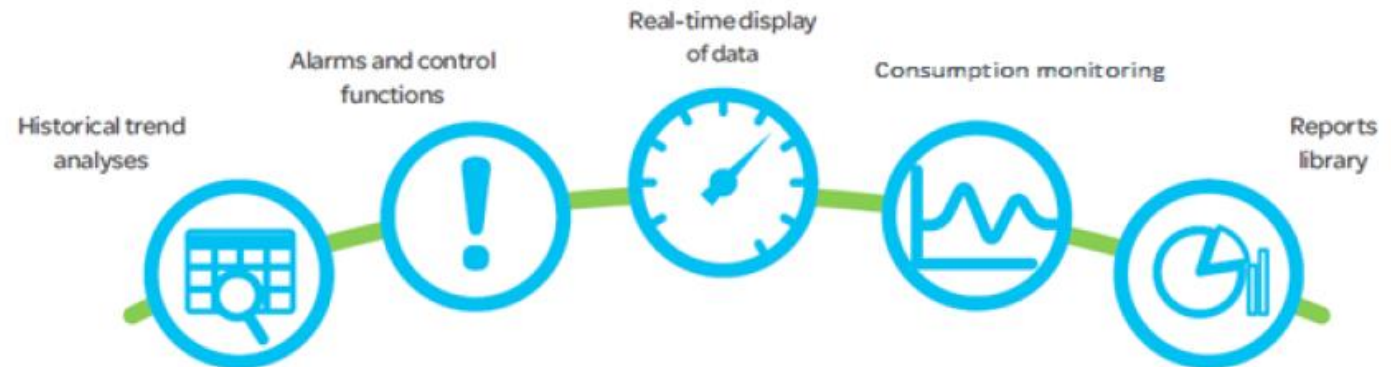 Historical trend
analyses
Alarms and control
functions
Real-time display
of data
Consumption monitoring
Reports
library